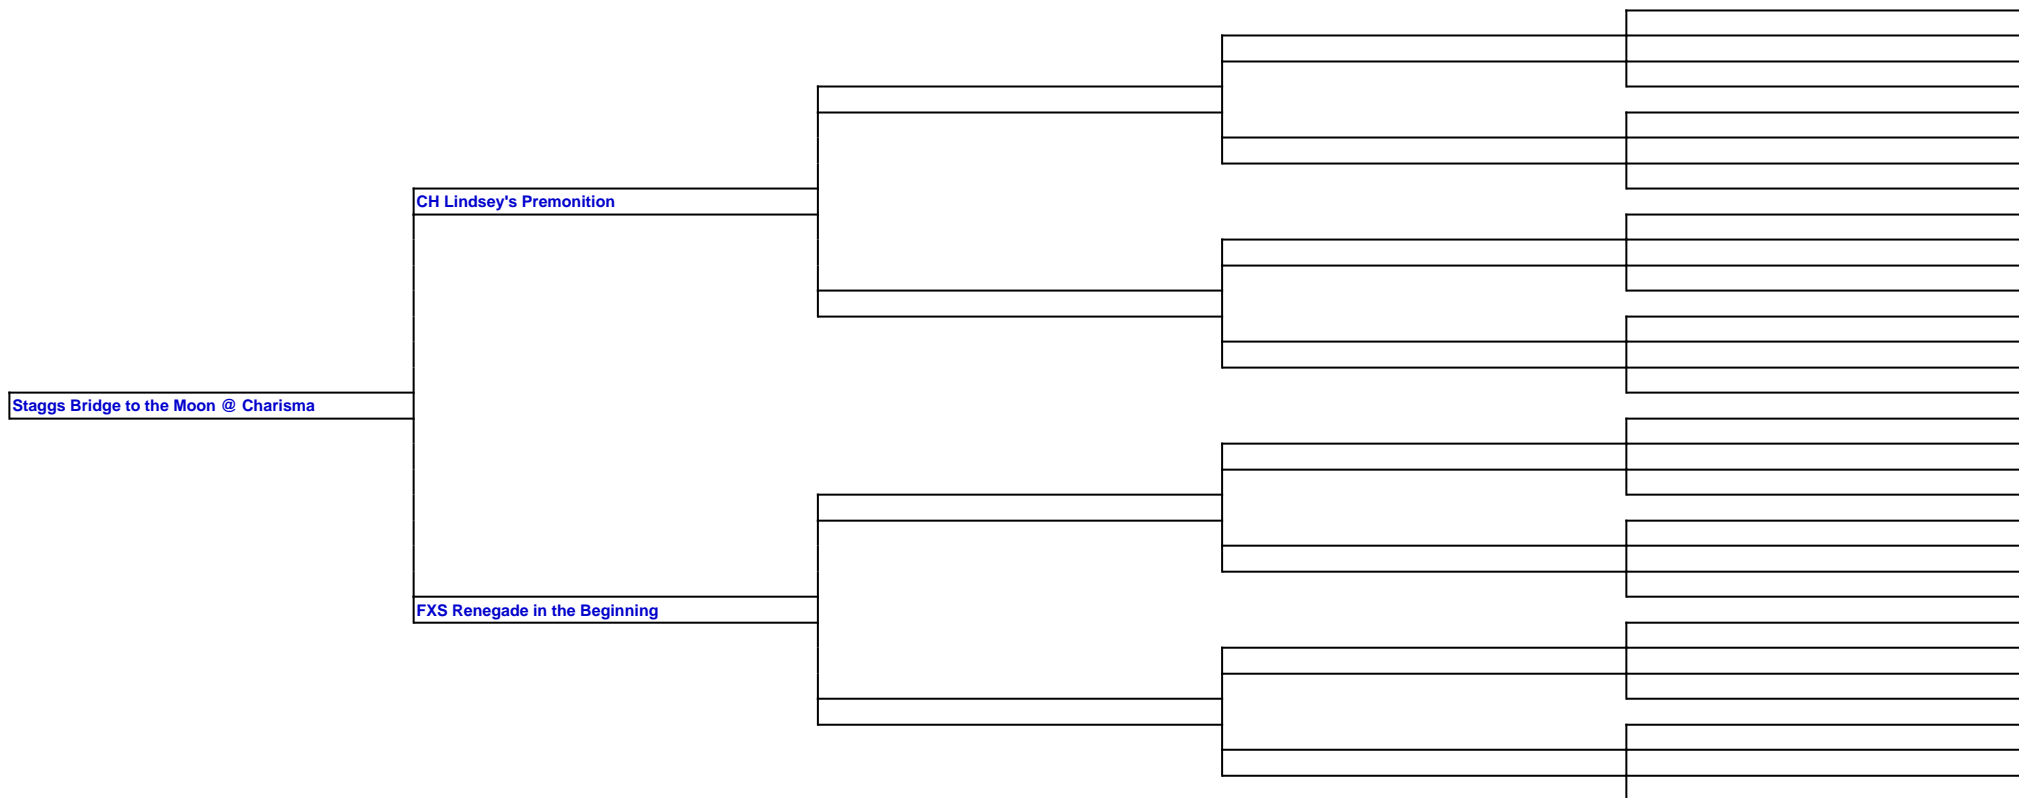 CH Lindsey's Premonition
Staggs Bridge to the Moon @ Charisma
FXS Renegade in the Beginning